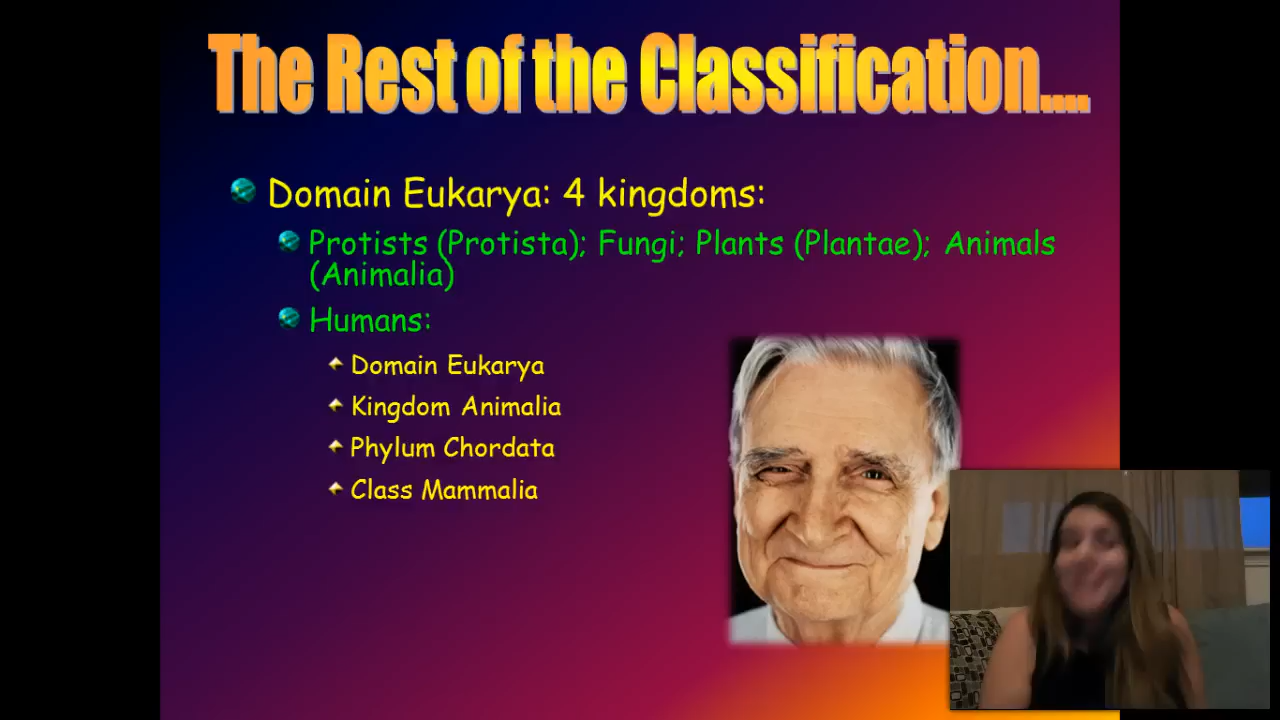 The Rest of the Classification....
Domain Eukarya: 4 kingdoms:
Protists (Protista); Fungi; Plants (Plantae); Animals
(Animalia)
Humans:
Domain Eukarya
Kingdom Animalia
Phylum Chordata
Class Mammalia